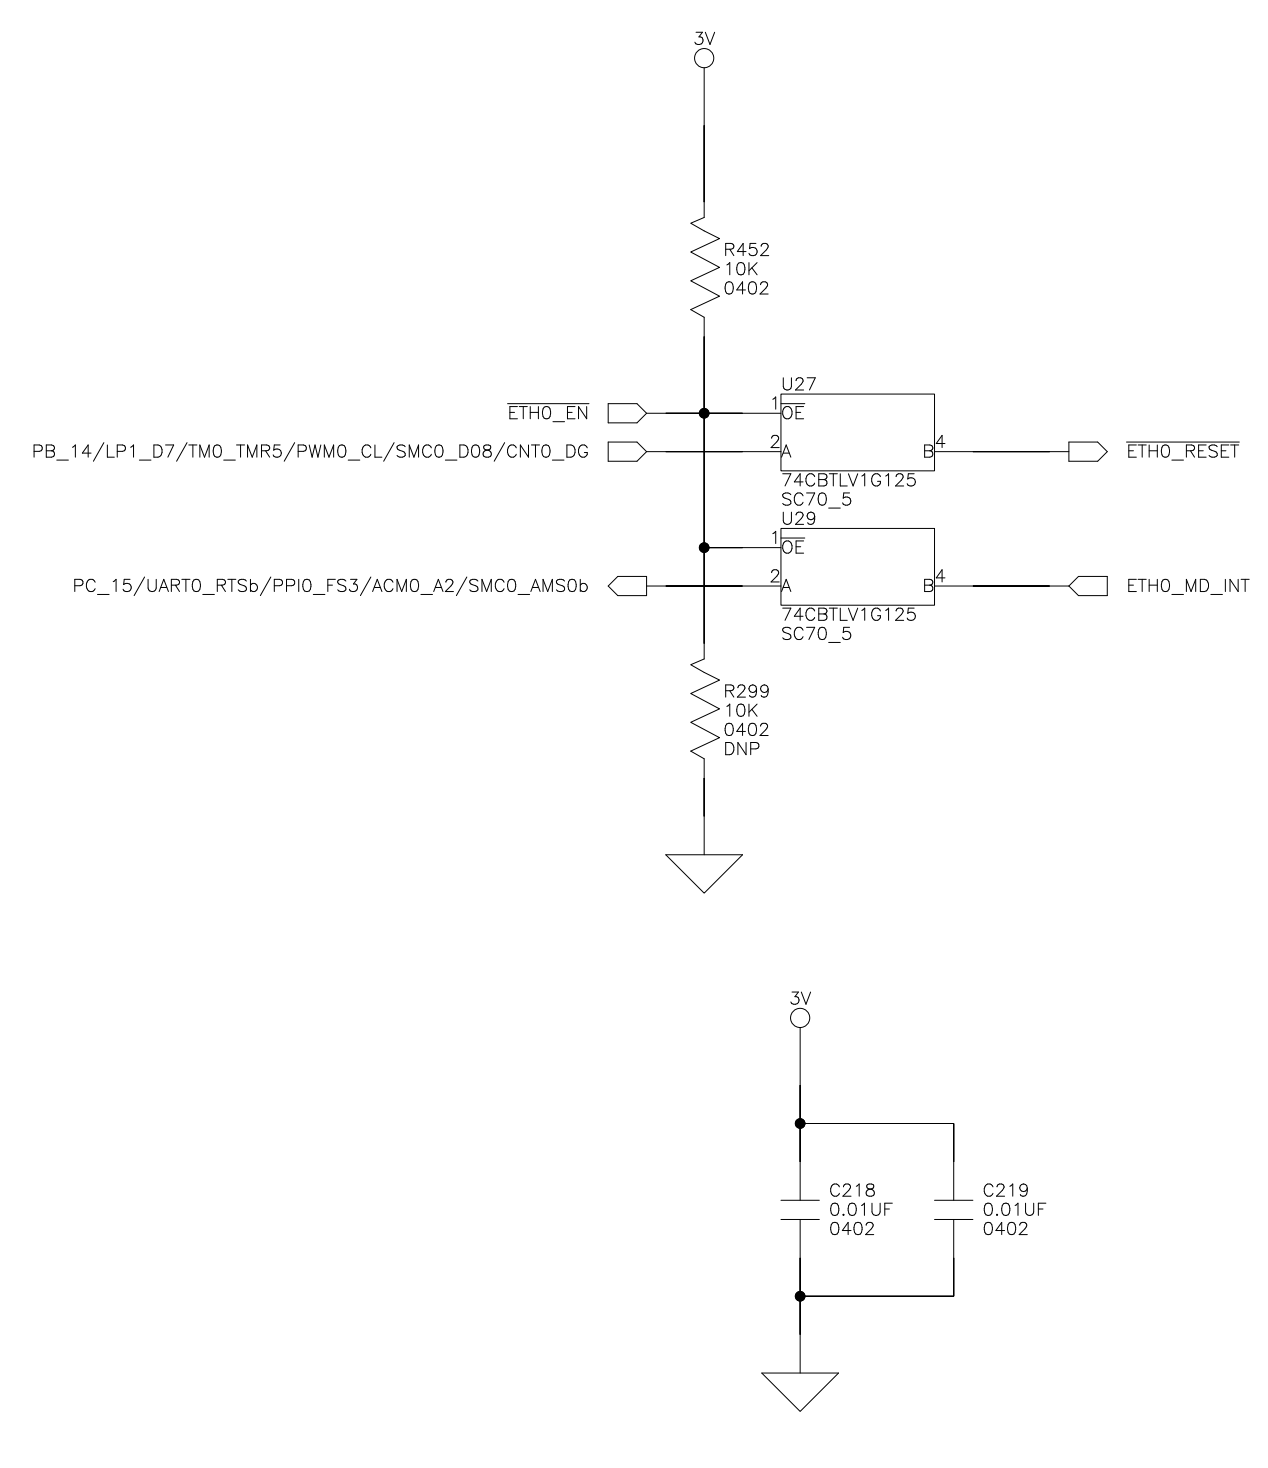 3V
R452
10K
0402
U27
ETH0_EN
1
OE
PB_14/LP1_D7/TM0_TMR5/PWM0_CL/SMC0_D08/CNT0_DG
2
A
B
4
ETH0_RESET
74CBTLV1G125
SC70_5
U29
1
OE
PC_15/UART0_RTSb/PPI0_FS3/ACM0_A2/SMC0_AMS0b
2
A
B
4
ETH0_MD_INT
74CBTLV1G125
SC70_5
R299
10K
0402
DNP
3V
C218
0.01UF
0402
C219
0.01UF
0402